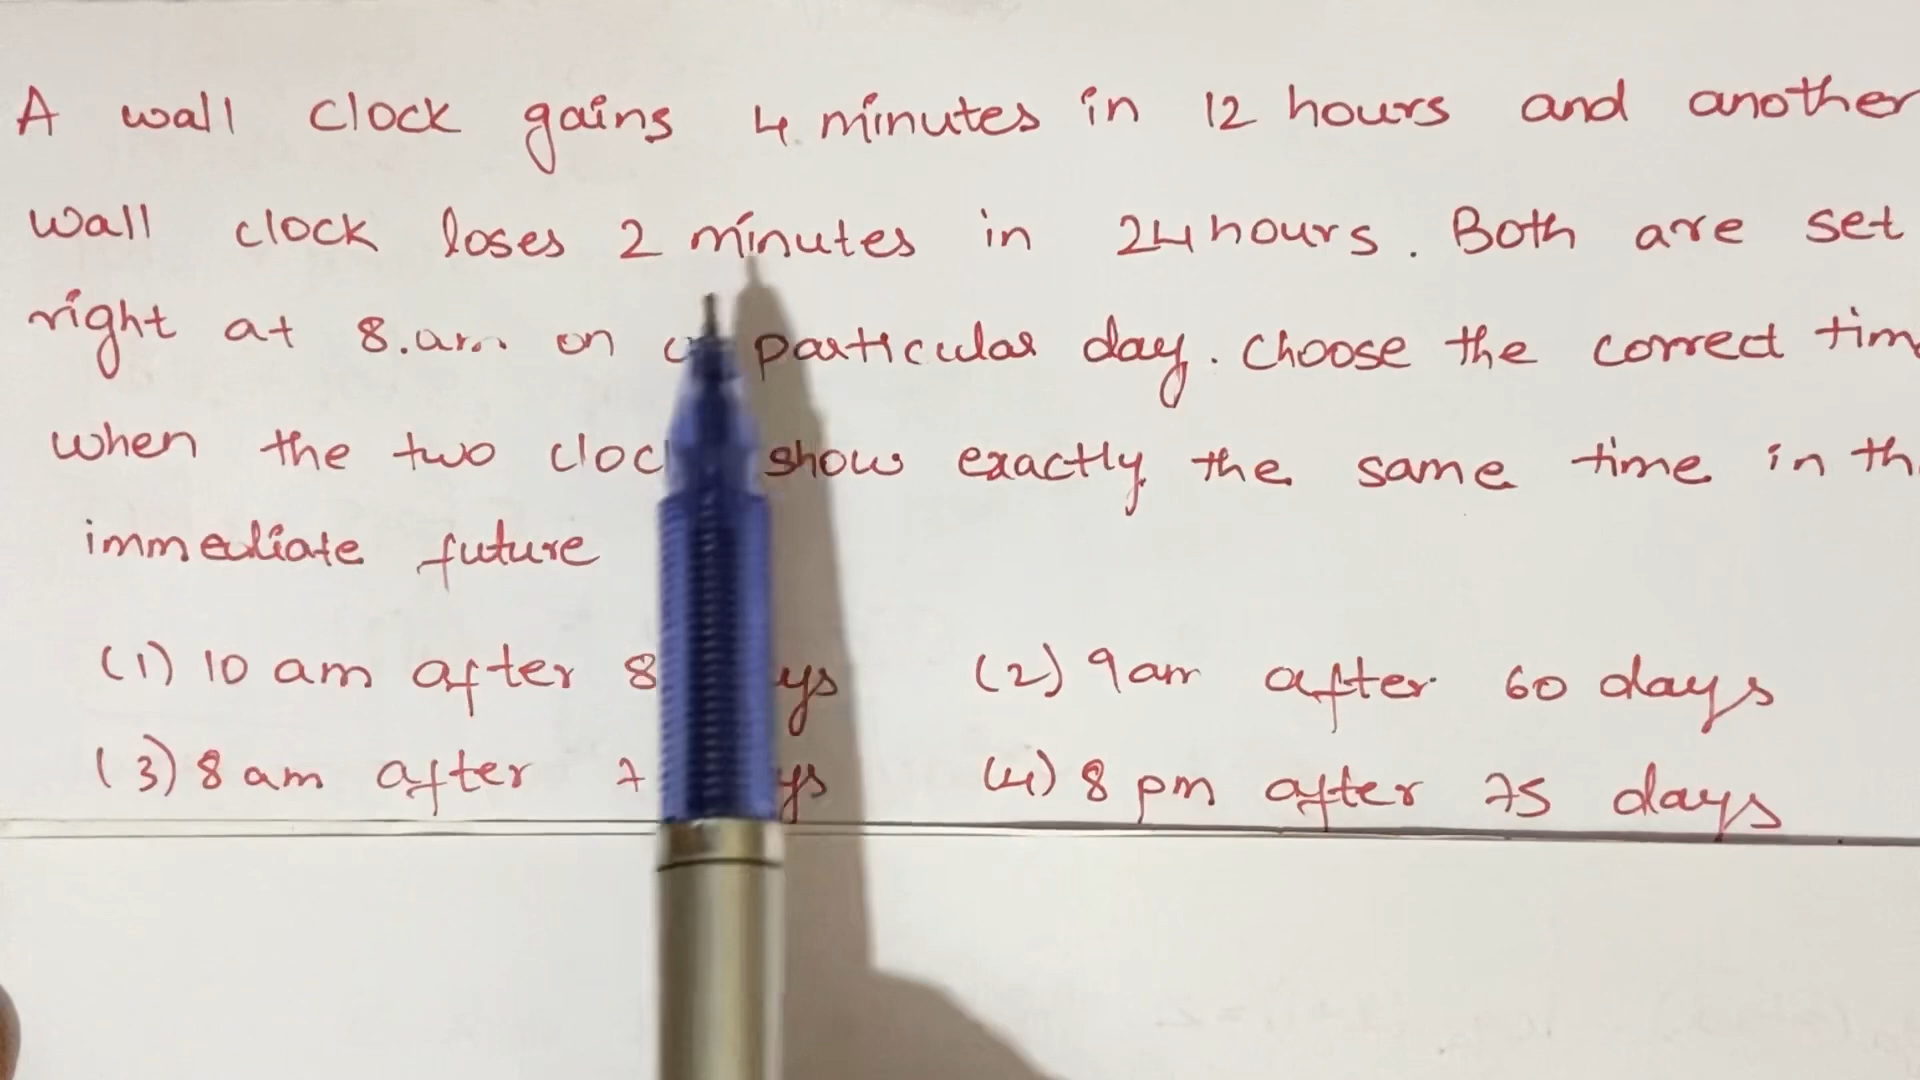 A wall clock gains 4 minutes in 12 hours and another
wall clock loses 2 minutes in 24 hours. Both are set
right at 8.am on particular day. choose the correct tim
when the two cloc show exactly the same time in th
immediate future
(1) 10 am after 8 ys (2) 9am after 60 days
(3) 8 am after 7 ys (4) 8 pm after 75 days